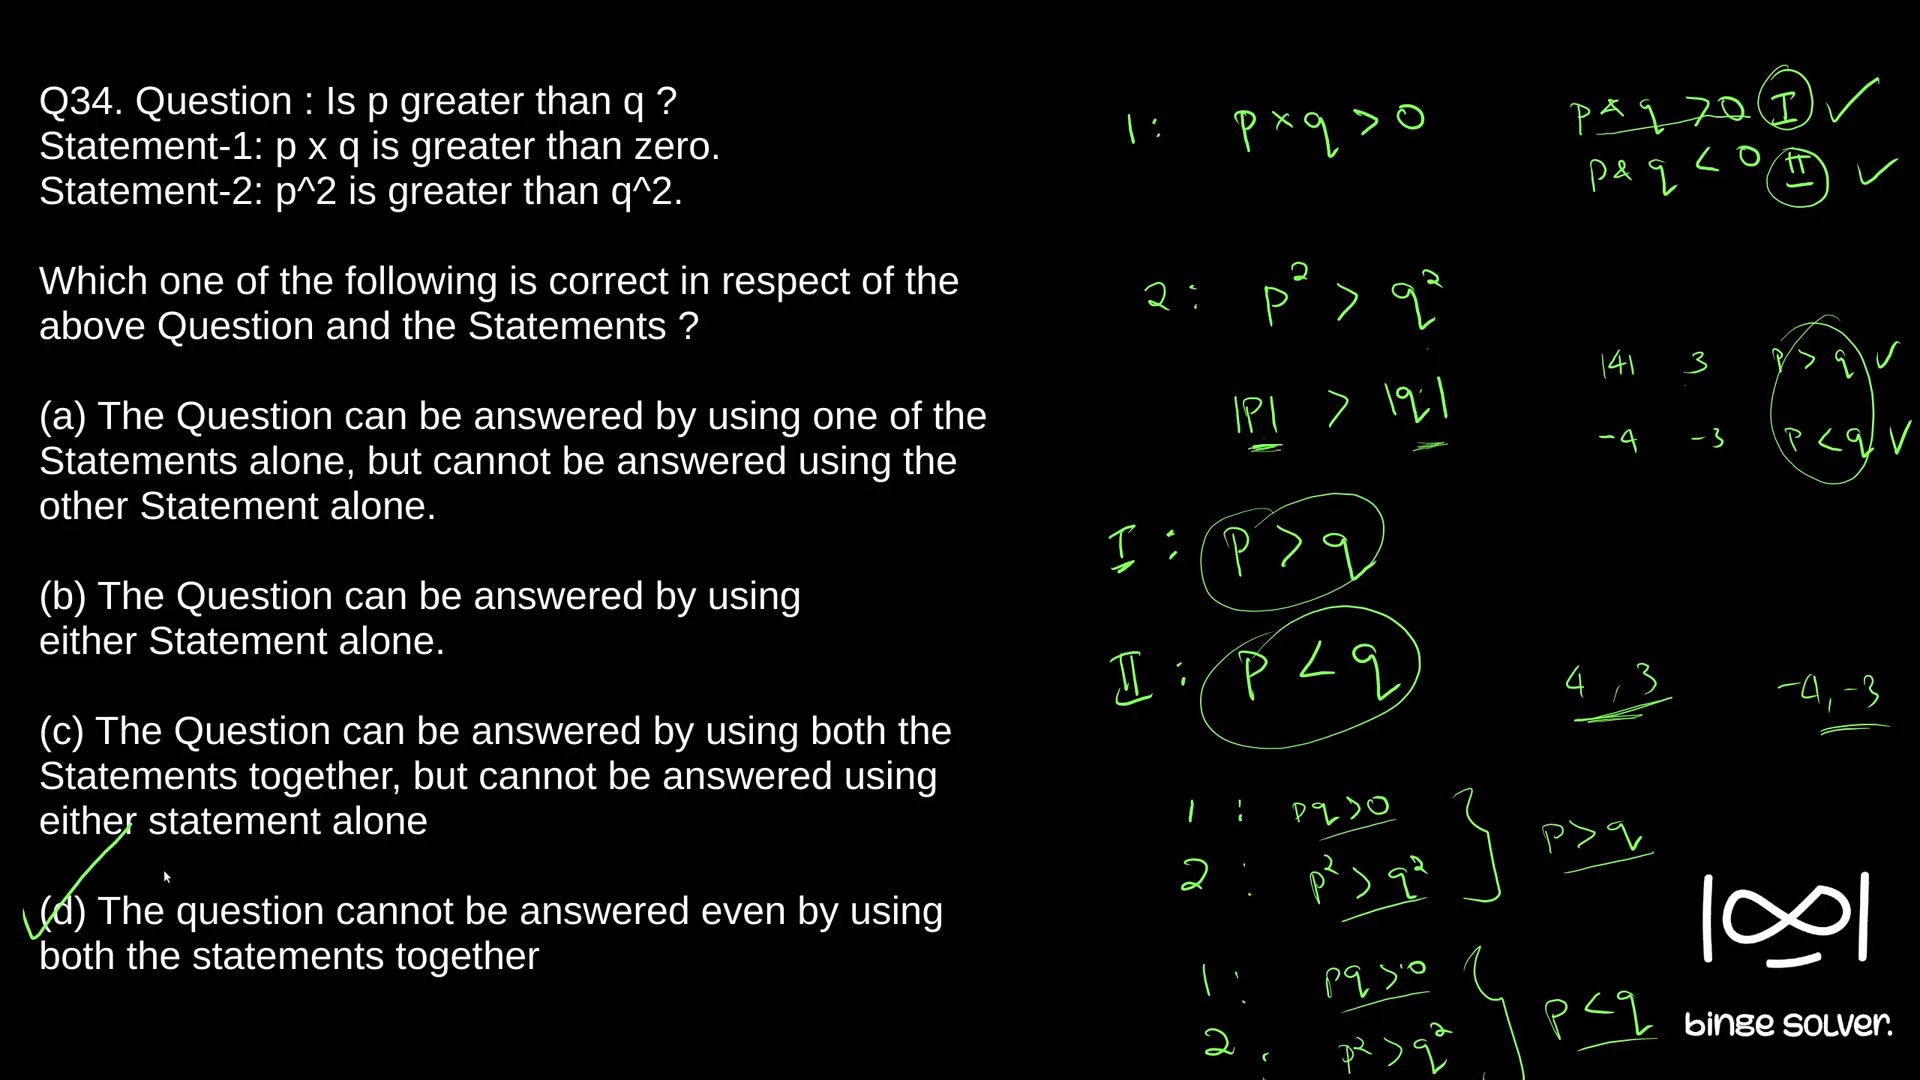 Q34. Question : Is p greater than q ?
Statement-1: p x q is greater than zero.
Statement-2: p^2 is greater than q^2.
Which one of the following is correct in respect of the
above Question and the Statements ?
(a) The Question can be answered by using one of the
Statements alone, but cannot be answered using the
other Statement alone.
(b) The Question can be answered by using
either Statement alone.
(c) The Question can be answered by using both the
Statements together, but cannot be answered using
either statement alone
(d) The question cannot be answered even by using
both the statements together
1: p × q > 0
p & q > 0 I ✓
p & q < 0 II ✓
2: p² > q²
|P| > |q|
|4| 3 p > q ✓
-4 -3 p < q ✓
I : p > q
II : p < q
4 , 3 -4, -3
1 : pq > 0
2 : p² > q²
} p > q
1 : pq > 0
2 : p² > q²
} p < q
binge SOLVER.